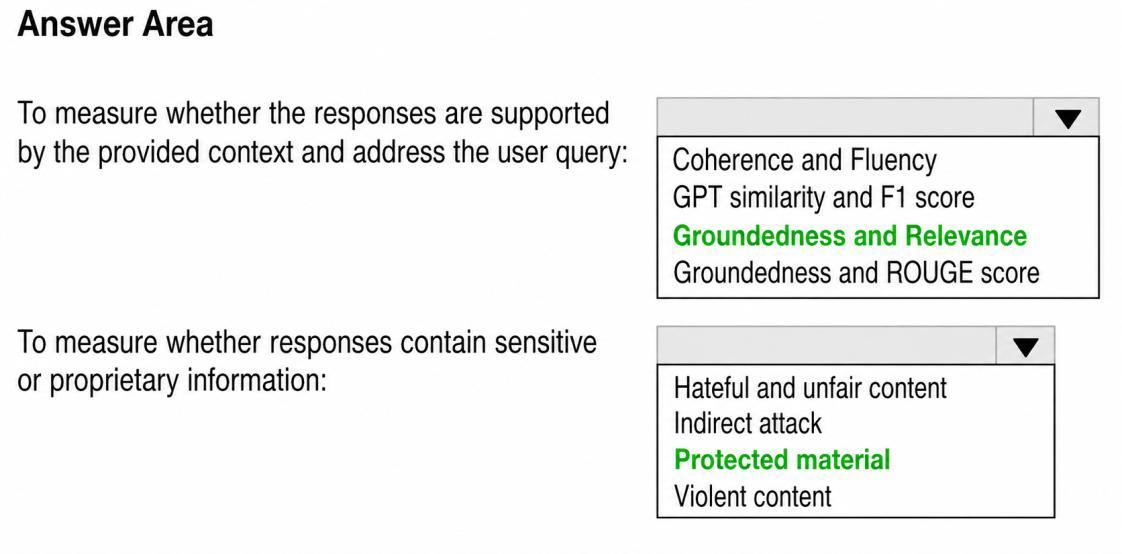 Answer Area
To measure whether the responses are supported
by the provided context and address the user query:
Coherence and Fluency
GPT similarity and F1 score
Groundedness and Relevance
Groundedness and ROUGE score
To measure whether responses contain sensitive
or proprietary information:
Hateful and unfair content
Indirect attack
Protected material
Violent content